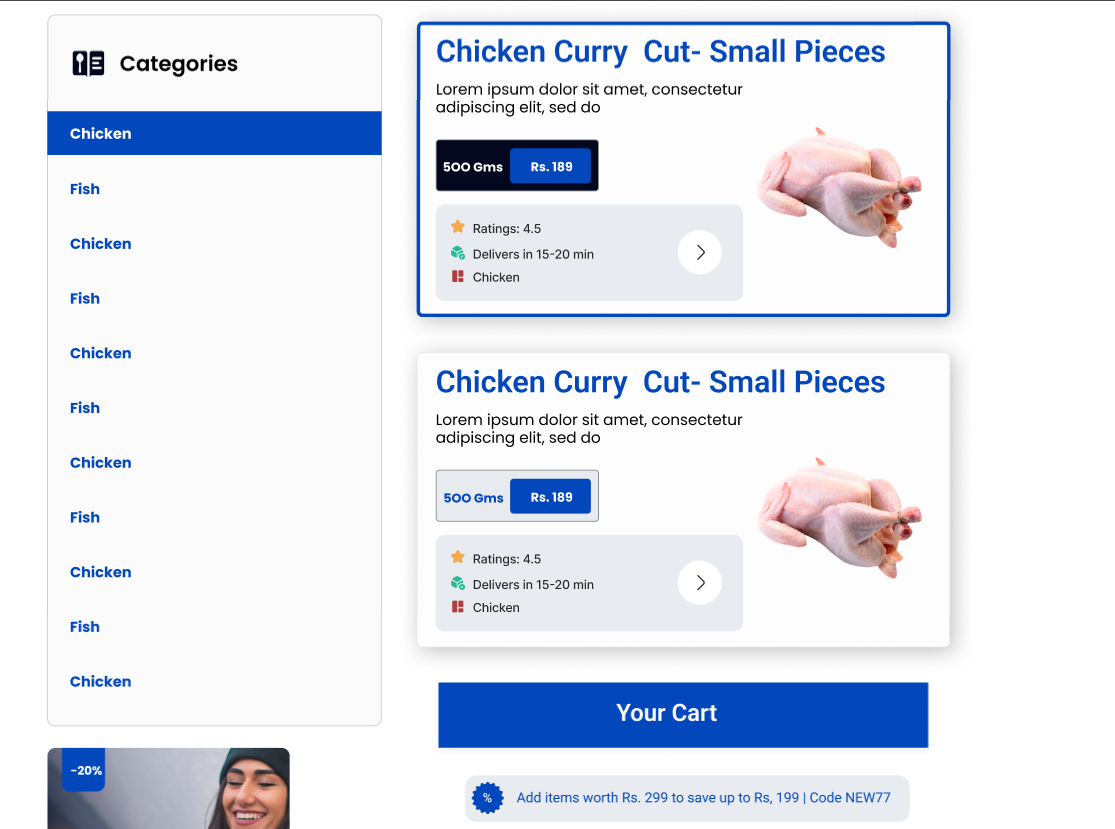 Categories
Chicken
Fish
Chicken
Fish
Chicken
Fish
Chicken
Fish
Chicken
Fish
Chicken
-20%
Chicken Curry  Cut- Small Pieces
Lorem ipsum dolor sit amet, consectetur
adipiscing elit, sed do
500 Gms Rs. 189
Ratings: 4.5
Delivers in 15-20 min
Chicken
Chicken Curry  Cut- Small Pieces
Lorem ipsum dolor sit amet, consectetur
adipiscing elit, sed do
500 Gms Rs. 189
Ratings: 4.5
Delivers in 15-20 min
Chicken
Your Cart
% Add items worth Rs. 299 to save up to Rs, 199 | Code NEW77